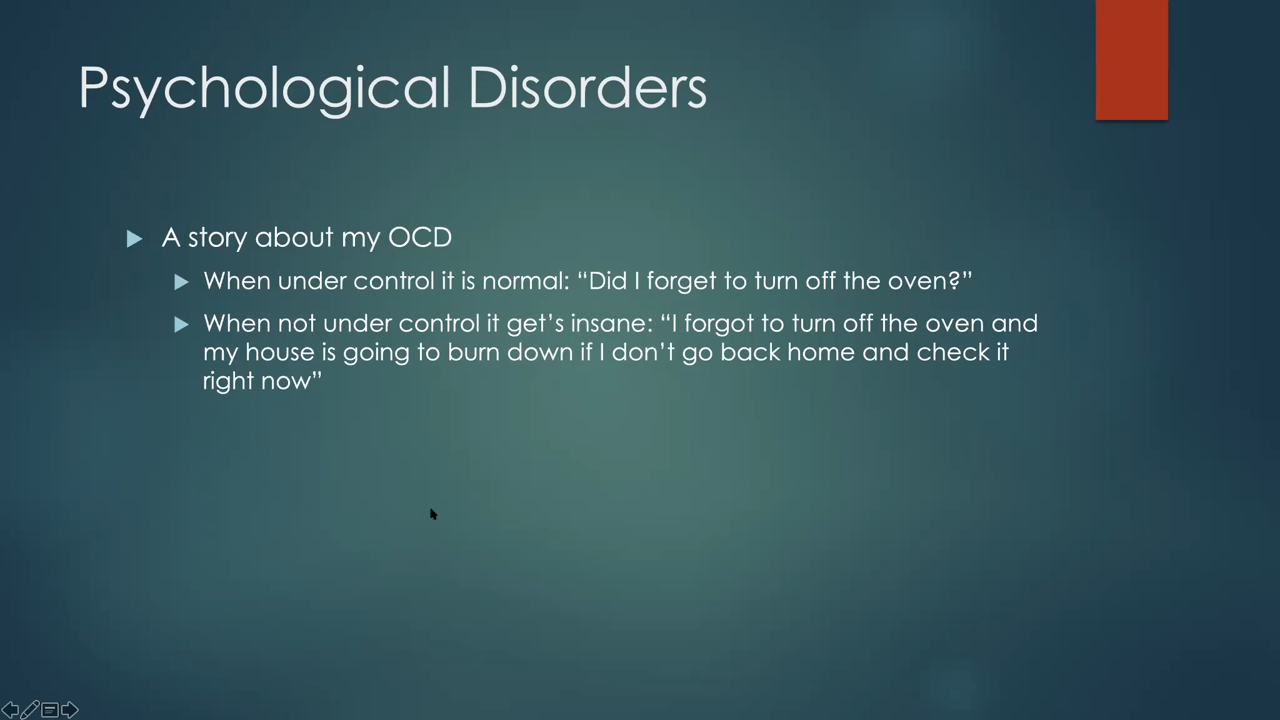 Psychological Disorders
A story about my OCD
When under control it is normal: “Did I forget to turn off the oven?”
When not under control it get’s insane: “I forgot to turn off the oven and
my house is going to burn down if I don’t go back home and check it
right now”